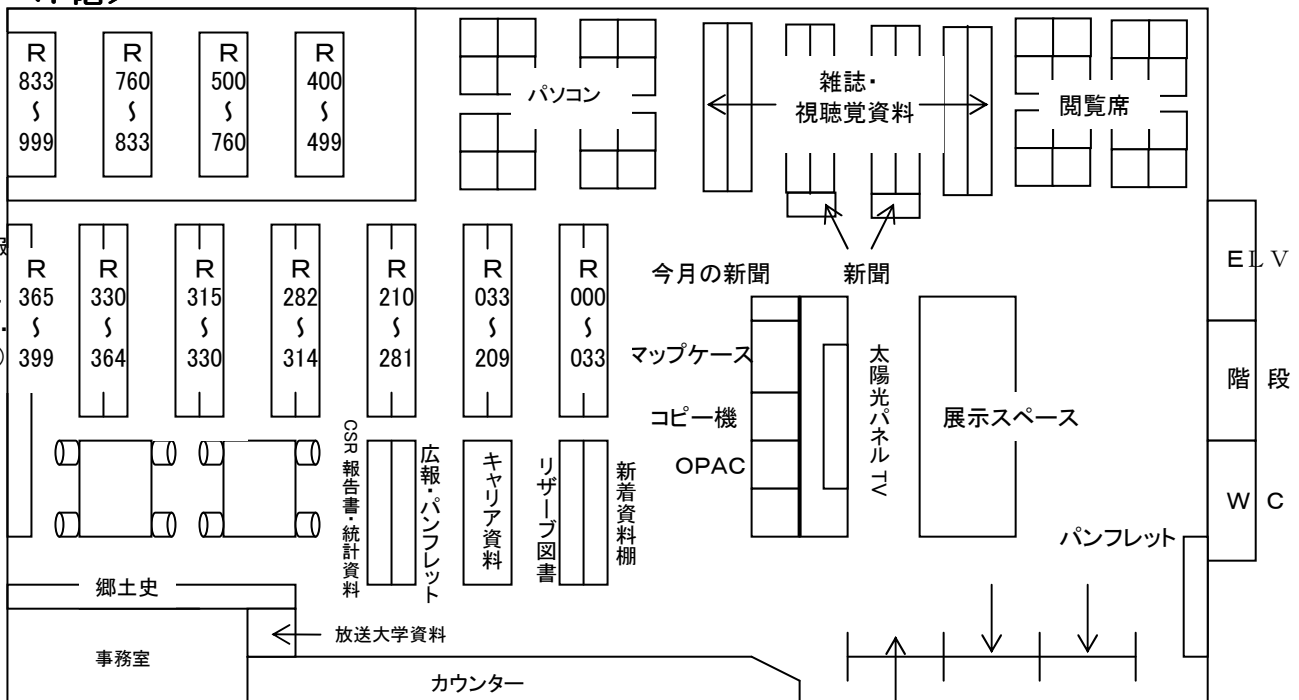 R
833
〜
999
R
760
〜
833
R
500
〜
760
R
400
〜
499
パソコン
雑誌・
視聴覚資料
閲覧席
R
365
〜
399
R
330
〜
364
R
315
〜
330
R
282
〜
314
R
210
〜
281
R
033
〜
209
R
000
〜
033
今月の新聞
新聞
マップケース
コピー機
OPAC
太陽光パネルTV
展示スペース
ELV
階段
WC
パンフレット
CSR報告書・統計資料
広報・パンフレット
キャリア資料
リザーブ図書
新着資料棚
郷土史
放送大学資料
事務室
カウンター